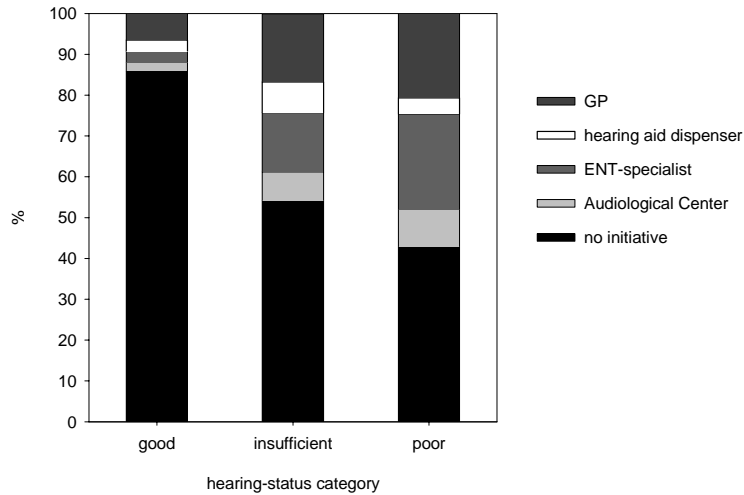 100
90
80
70
60
50
40
30
20
10
0
%
good insufficient poor
hearing-status category
GP
hearing aid dispenser
ENT-specialist
Audiological Center
no initiative